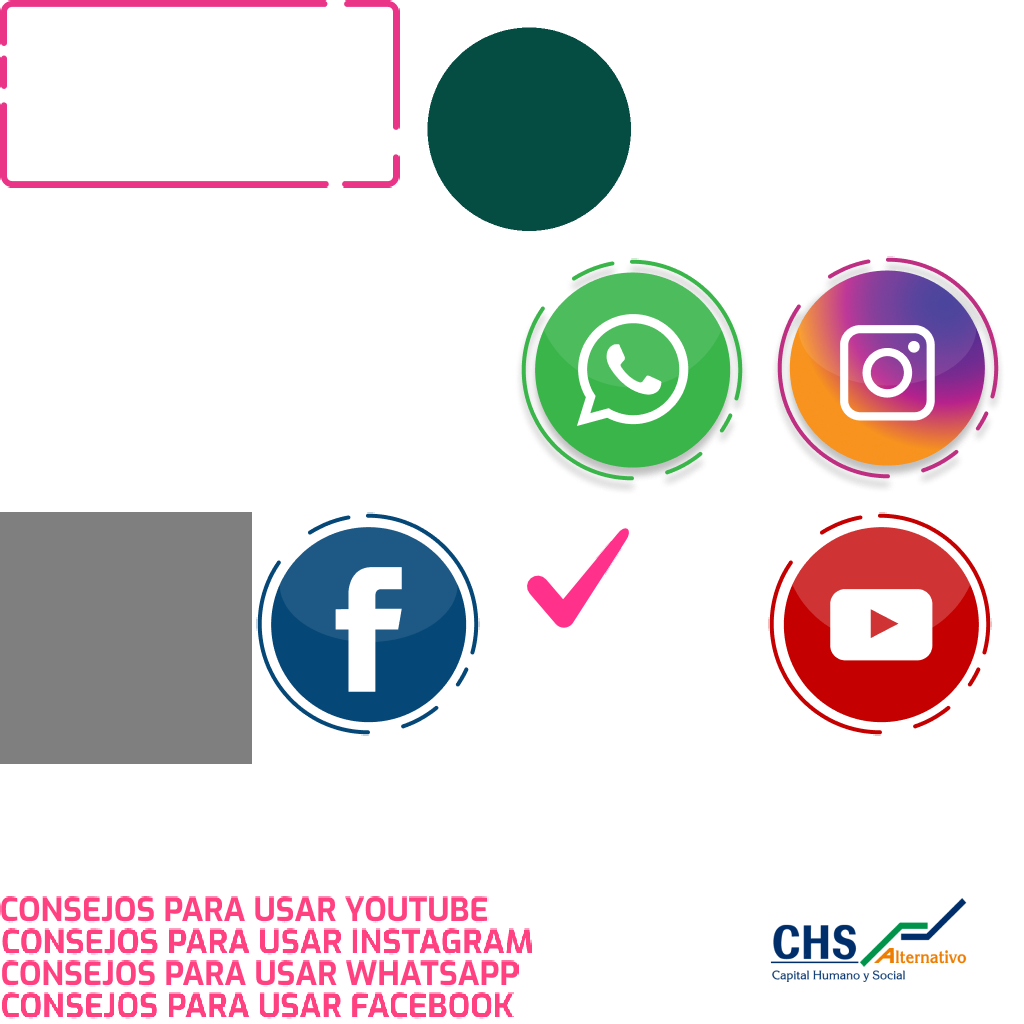 CONSEJOS PARA USAR YOUTUBE
CONSEJOS PARA USAR INSTAGRAM
CONSEJOS PARA USAR WHATSAPP
CONSEJOS PARA USAR FACEBOOK
CHS
Alternativo
Capital Humano y Social